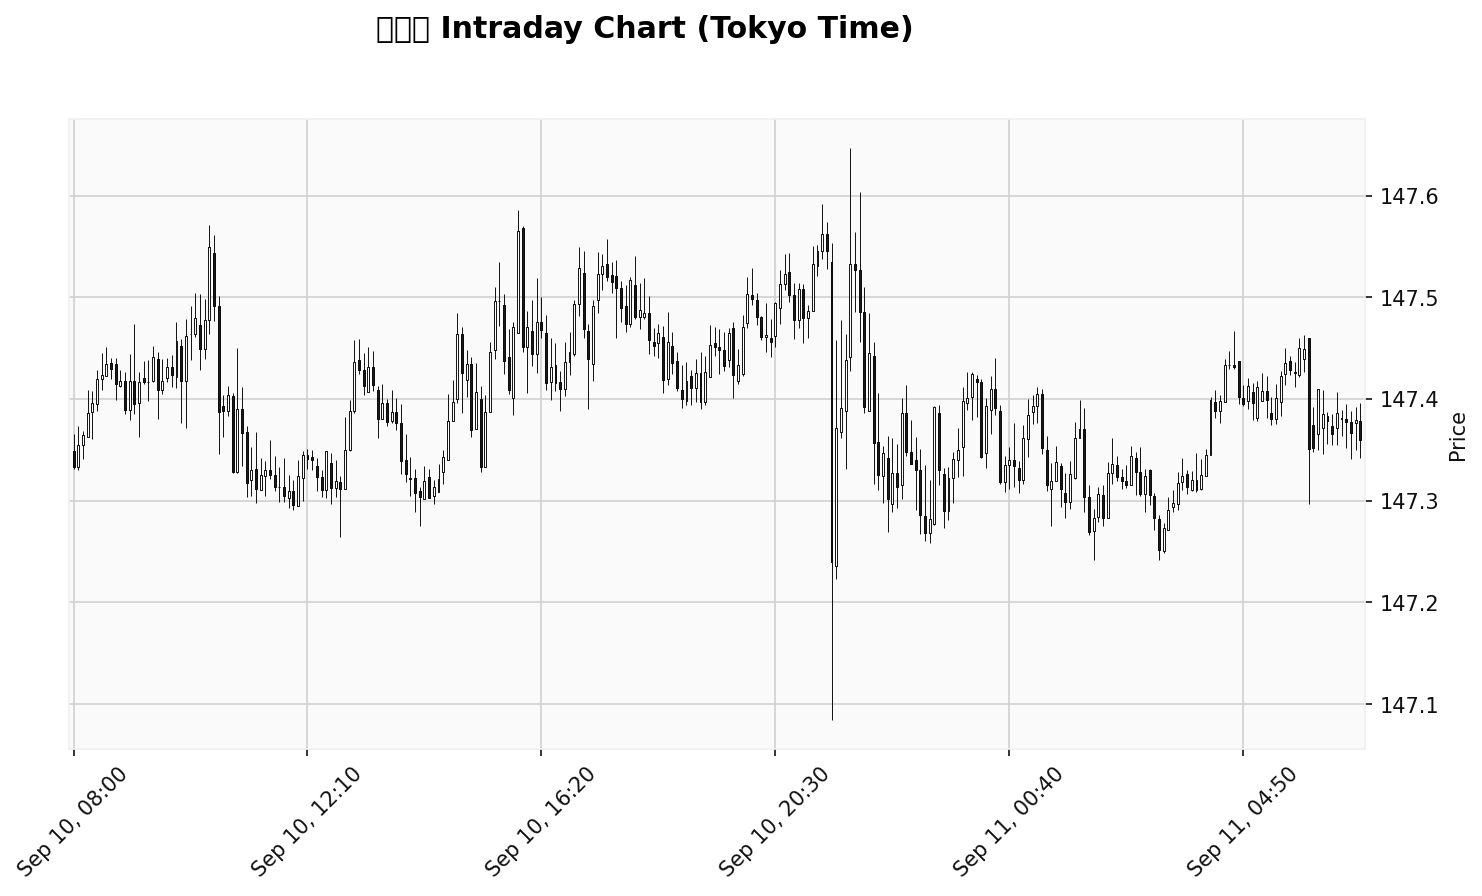 Intraday Chart (Tokyo Time)
147.6
147.5
147.4
147.3
147.2
147.1
Price
Sep 10, 08:00
Sep 10, 12:10
Sep 10, 16:20
Sep 10, 20:30
Sep 11, 00:40
Sep 11, 04:50